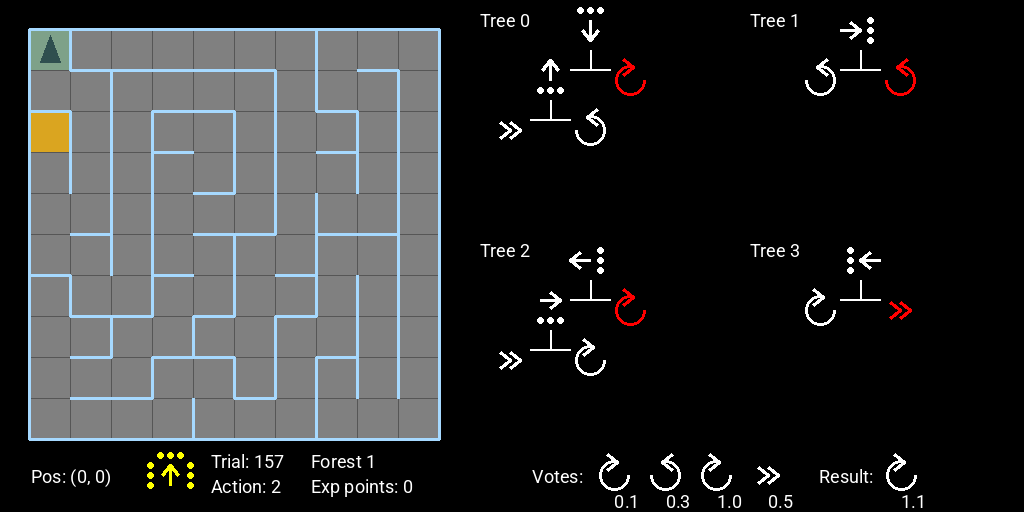 Tree 0
Tree 1
Tree 2
Tree 3
Pos: (0, 0)
Trial: 157
Action: 2
Forest 1
Exp points: 0
Votes:
0.1
0.3
1.0
0.5
Result:
1.1